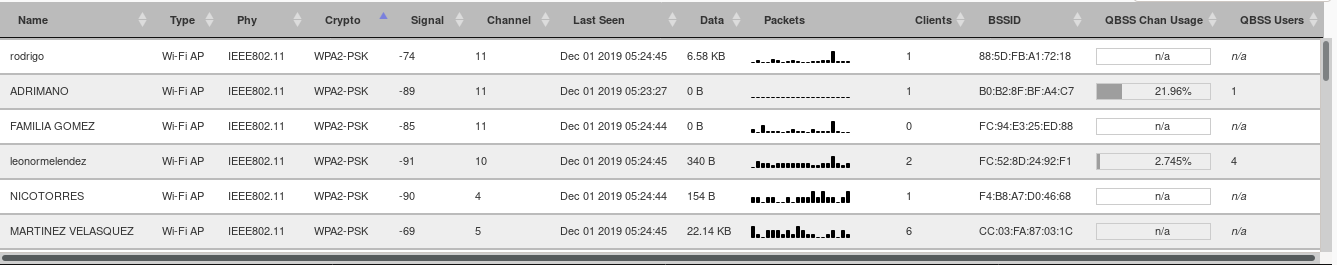 Name Type Phy Crypto Signal Channel Last Seen Data Packets Clients BSSID QBSS Chan Usage QBSS Users
rodrigo Wi-Fi AP IEEE802.11 WPA2-PSK -74 11 Dec 01 2019 05:24:45 6.58 KB 1 88:5D:FB:A1:72:18 n/a n/a
ADRIMANO Wi-Fi AP IEEE802.11 WPA2-PSK -89 11 Dec 01 2019 05:23:27 0 B 1 B0:B2:8F:BF:A4:C7 21.96% 1
FAMILIA GOMEZ Wi-Fi AP IEEE802.11 WPA2-PSK -85 11 Dec 01 2019 05:24:44 0 B 0 FC:94:E3:25:ED:88 n/a n/a
leonormelendez Wi-Fi AP IEEE802.11 WPA2-PSK -91 10 Dec 01 2019 05:24:45 340 B 2 FC:52:8D:24:92:F1 2.745% 4
NICOTORRES Wi-Fi AP IEEE802.11 WPA2-PSK -90 4 Dec 01 2019 05:24:44 154 B 1 F4:B8:A7:D0:46:68 n/a n/a
MARTINEZ VELASQUEZ Wi-Fi AP IEEE802.11 WPA2-PSK -69 5 Dec 01 2019 05:24:45 22.14 KB 6 CC:03:FA:87:03:1C n/a n/a